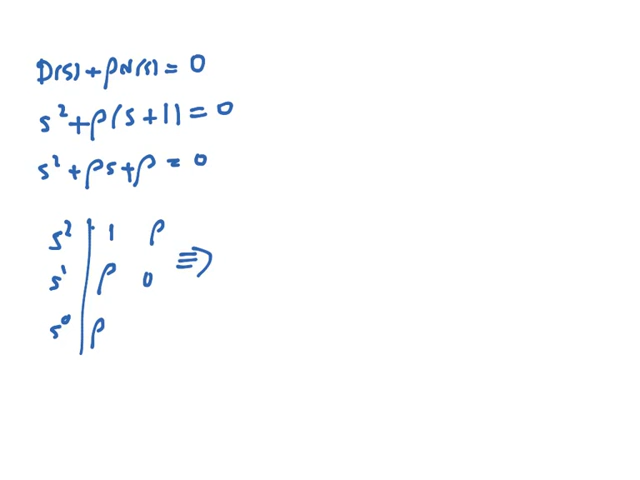 D(s) + ρN(s) = 0
s² + ρ(s + 1) = 0
s² + ρs + ρ = 0
s² | 1 ρ
s¹ | ρ 0 ⇒
s⁰ | ρ